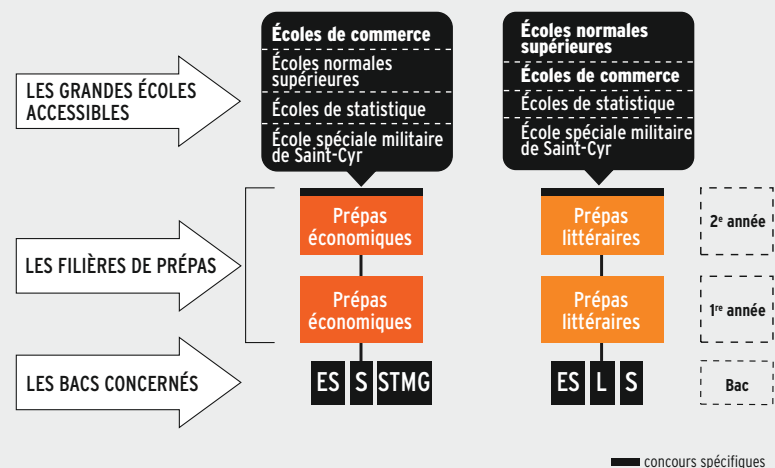 LES GRANDES ÉCOLES
ACCESSIBLES
Écoles de commerce
Écoles normales
supérieures
Écoles de statistique
École spéciale militaire
de Saint-Cyr
Écoles normales
supérieures
Écoles de commerce
Écoles de statistique
École spéciale militaire
de Saint-Cyr
LES FILIÈRES DE PRÉPAS
Prépas
économiques
Prépas
littéraires
2e année
Prépas
économiques
Prépas
littéraires
1re année
LES BACS CONCERNÉS
ES S STMG
ES L S
Bac
concours spécifiques